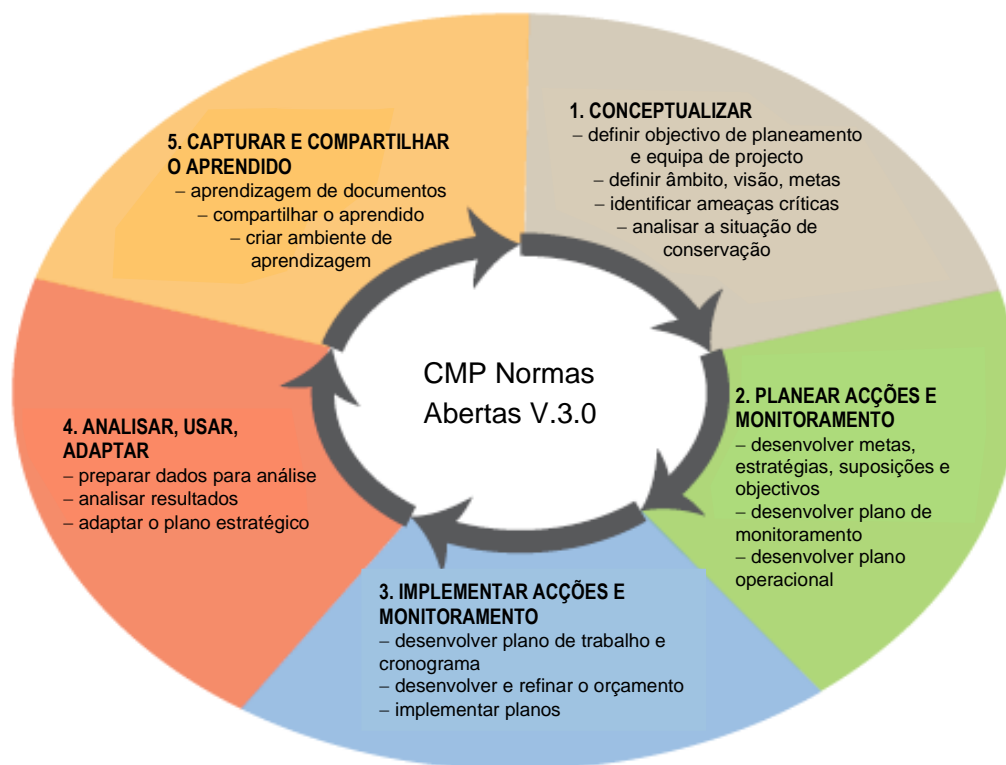 1. CONCEPTUALIZAR
– definir objectivo de planeamento
e equipa de projecto
– definir âmbito, visão, metas
– identificar ameaças críticas
– analisar a situação de
conservação
2. PLANEAR ACÇÕES E
MONITORAMENTO
– desenvolver metas,
estratégias, suposições e
objectivos
– desenvolver plano de
monitoramento
– desenvolver plano
operacional
3. IMPLEMENTAR ACÇÕES E
MONITORAMENTO
– desenvolver plano de trabalho e
cronograma
– desenvolver e refinar o orçamento
– implementar planos
4. ANALISAR, USAR,
ADAPTAR
– preparar dados para análise
– analisar resultados
– adaptar o plano estratégico
5. CAPTURAR E COMPARTILHAR
O APRENDIDO
– aprendizagem de documentos
– compartilhar o aprendido
– criar ambiente de
aprendizagem
CMP Normas
Abertas V.3.0